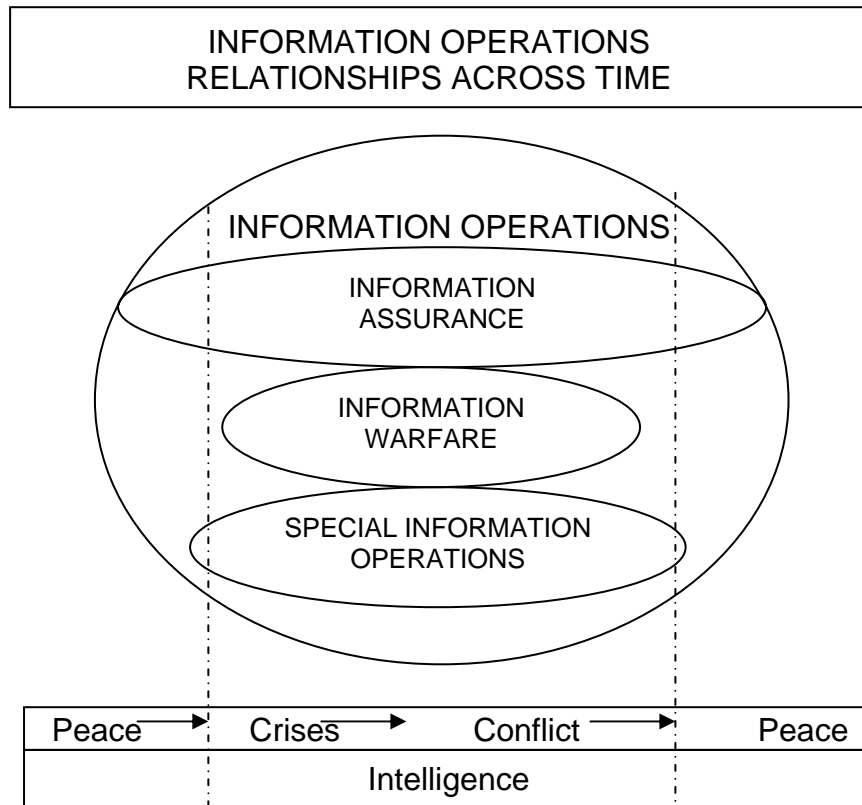 INFORMATION OPERATIONS
RELATIONSHIPS ACROSS TIME
INFORMATION OPERATIONS
INFORMATION
ASSURANCE
INFORMATION
WARFARE
SPECIAL INFORMATION
OPERATIONS
Peace Crises Conflict Peace
Intelligence